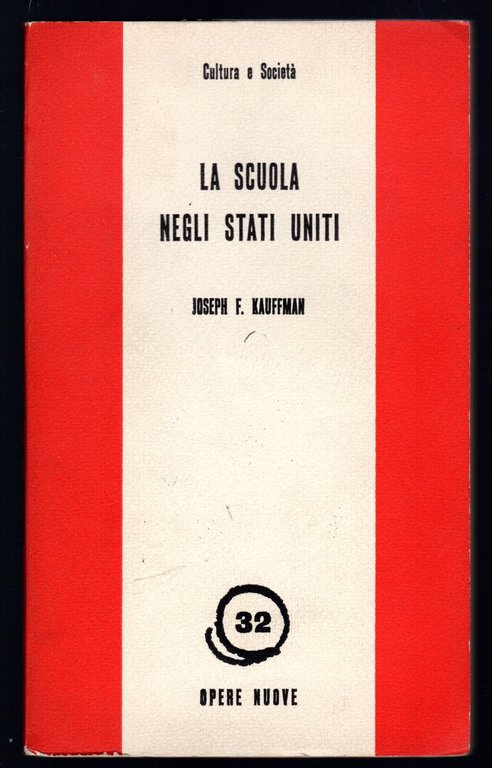 Cultura e Società
LA SCUOLA
NEGLI STATI UNITI
JOSEPH F. KAUFFMAN
32
OPERE NUOVE